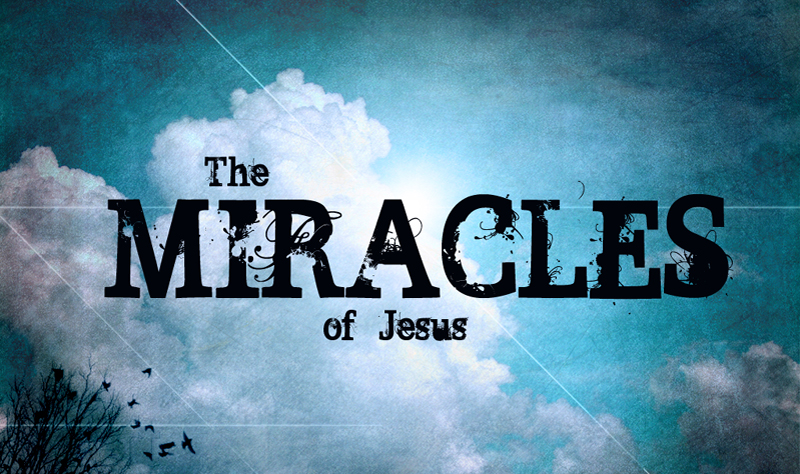 The
MIRACLES
of Jesus